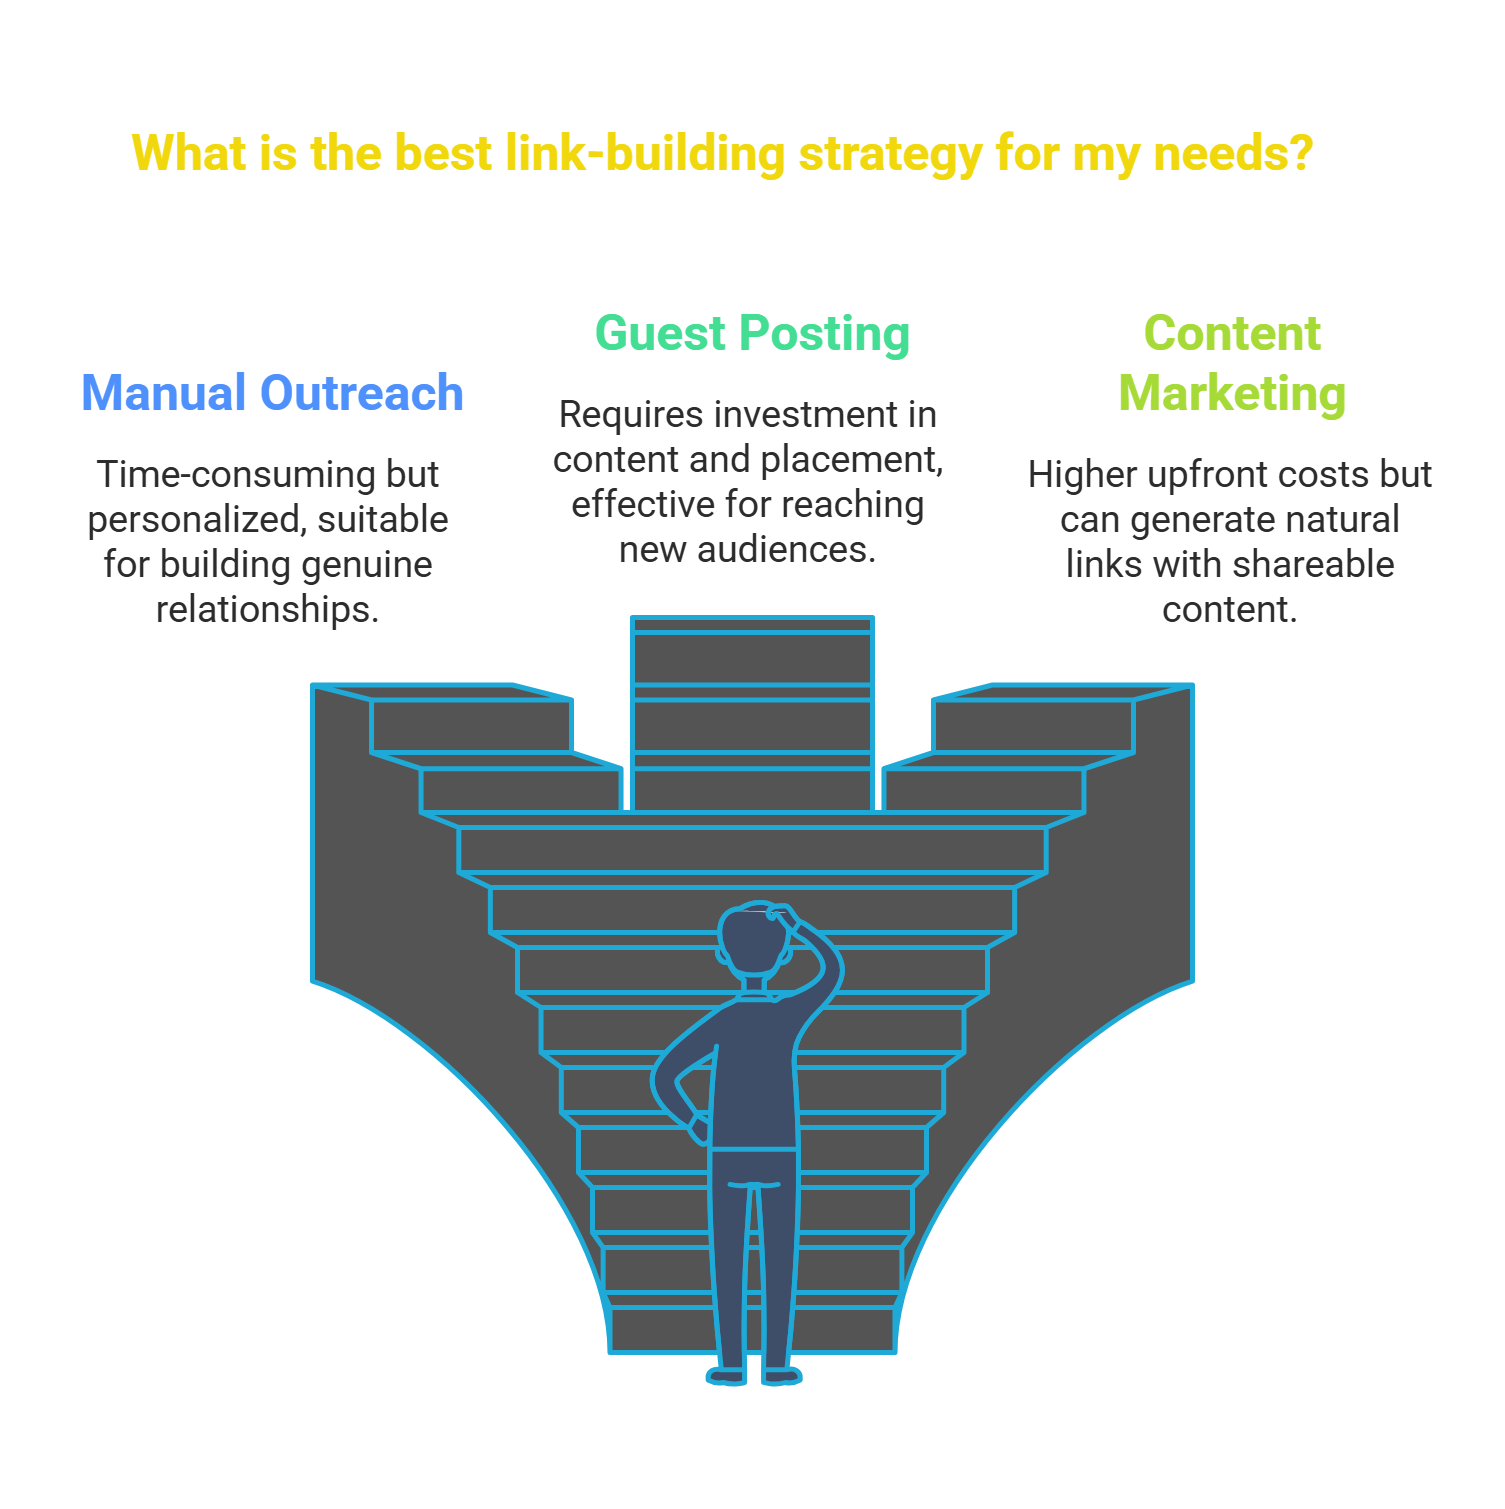 What is the best link-building strategy for my needs?
Manual Outreach
Time-consuming but
personalized, suitable
for building genuine
relationships.
Guest Posting
Requires investment in
content and placement,
effective for reaching
new audiences.
Content
Marketing
Higher upfront costs but
can generate natural
links with shareable
content.